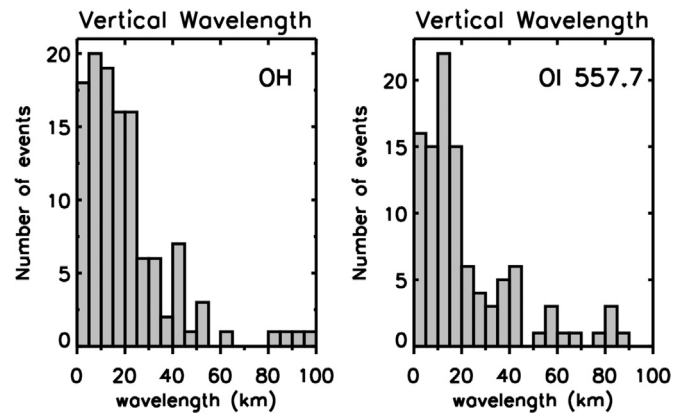 Vertical Wavelength
OH
Number of events
20
15
10
5
0
0 20 40 60 80 100
wavelength (km)
Vertical Wavelength
OI 557.7
Number of events
20
15
10
5
0
0 20 40 60 80 100
wavelength (km)